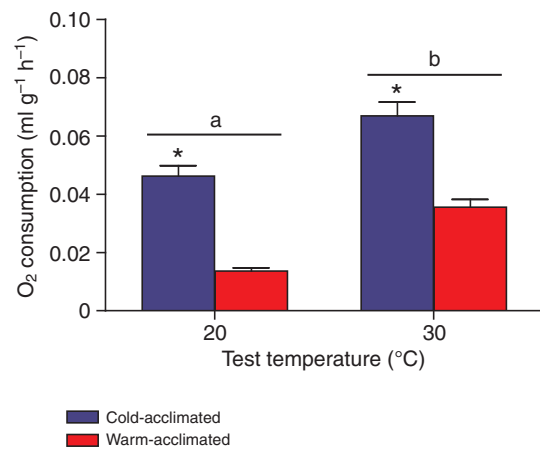 O₂ consumption (ml g⁻¹ h⁻¹)
0.10
0.08
0.06
0.04
0.02
0
a
*
b
*
20
30
Test temperature (°C)
Cold-acclimated
Warm-acclimated